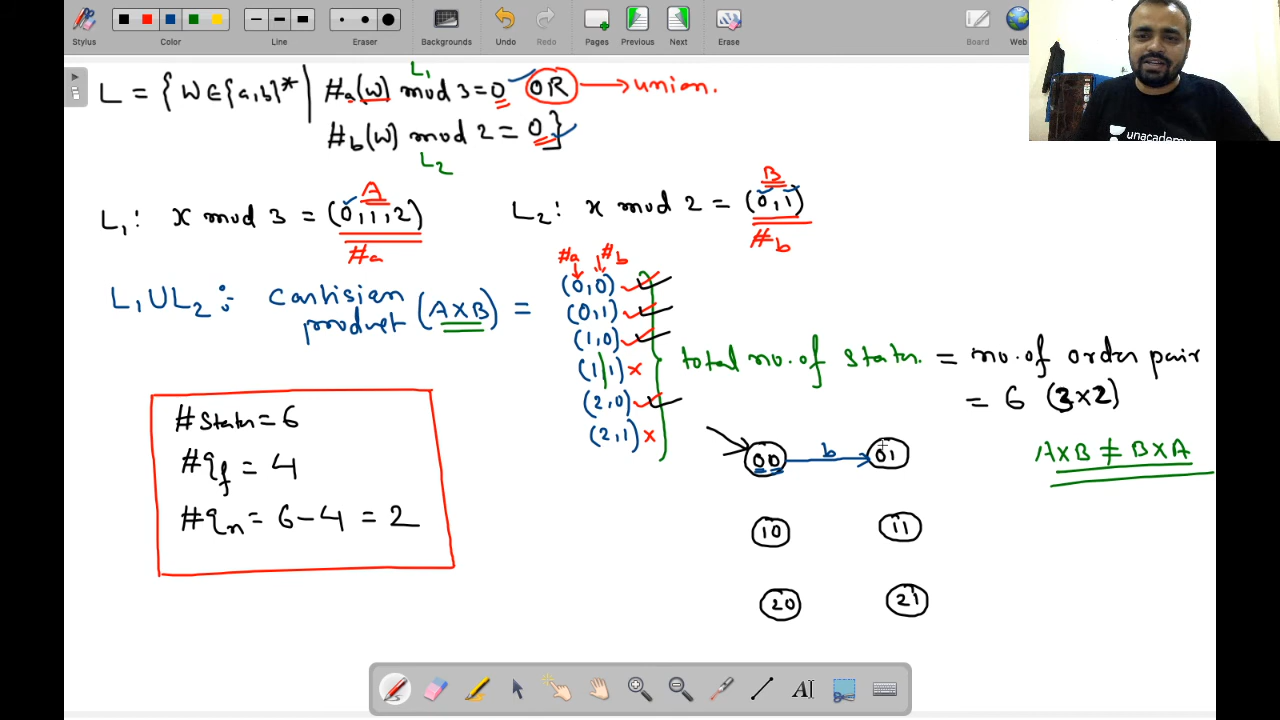 Stylus Color Line Eraser Backgrounds Undo Redo Pages Previous Next Erase Board Web
unacademy
L = { W ∈ {a,b}* | #a(w) mod 3 = 0 OR → union.
L1
#b(w) mod 2 = 0}
L2
L1 : x mod 3 = (0,1,2)
A
#a
L2 : x mod 2 = (0,1)
B
#b
L1 U L2 : Cartisian product (A×B) =
#a #b
(0,0) ✓
(0,1) ✓
(1,0) ✓
(1,1) ×
(2,0) ✓
(2,1) ×
total no. of states. = no. of order pair
= 6 (3×2)
A×B ≠ B×A
#States = 6
#qf = 4
#qn = 6-4 = 2
00 b 01
10 11
20 21